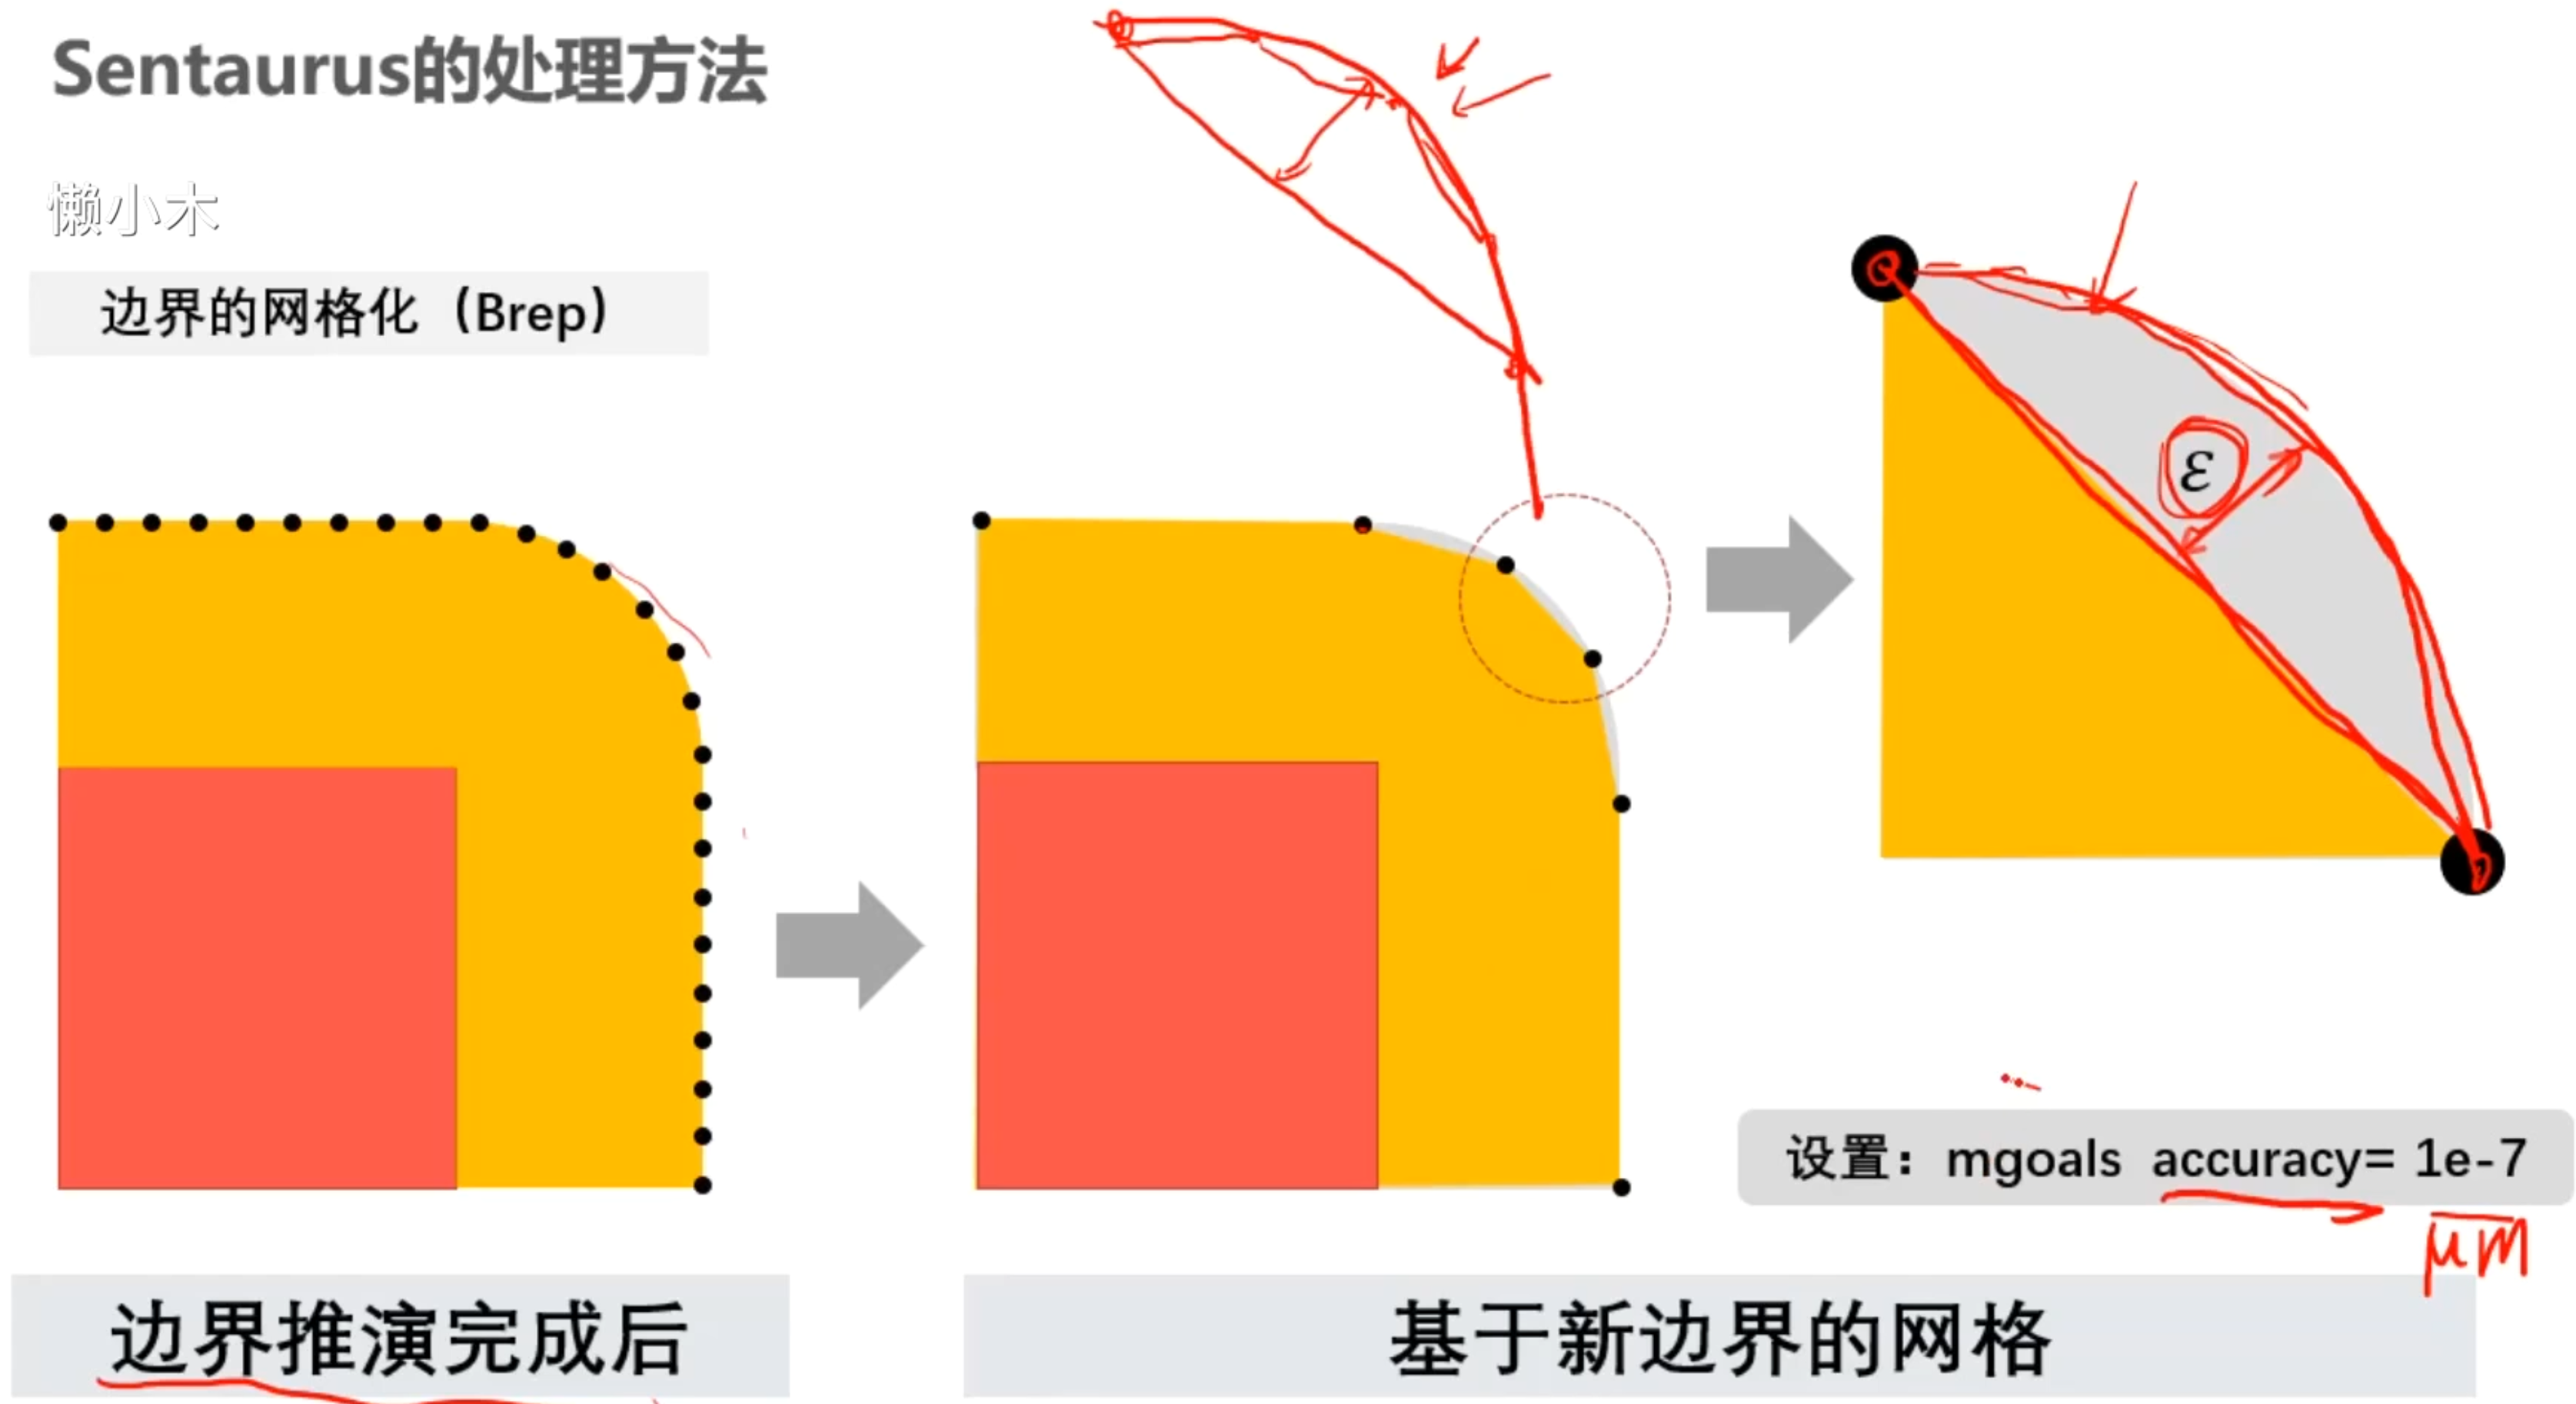 Sentaurus的处理方法
懒小木
边界的网格化（Brep）
ε
设置：mgoals accuracy= 1e-7
μm
边界推演完成后
基于新边界的网格